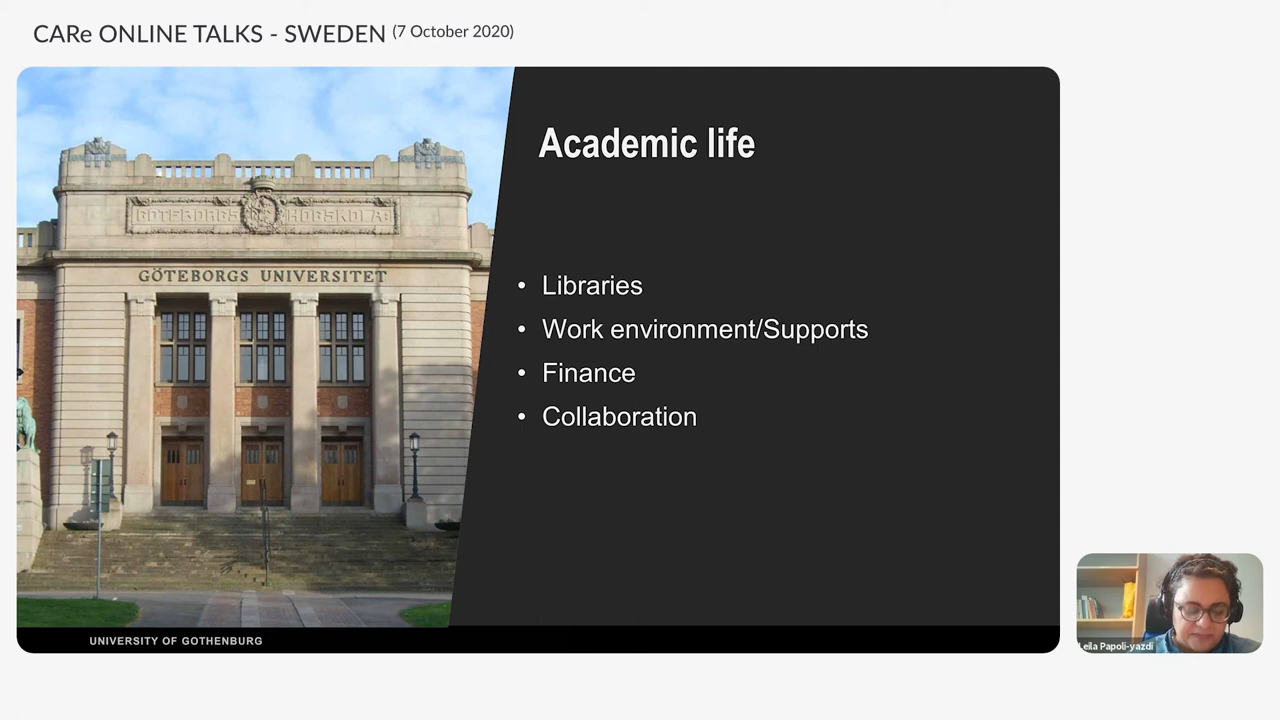 CARe ONLINE TALKS - SWEDEN (7 October 2020)
GÖTEBORGS HÖGSKOLA
GÖTEBORGS UNIVERSITET
Academic life
• Libraries
• Work environment/Supports
• Finance
• Collaboration
UNIVERSITY OF GOTHENBURG
Leila Papoli-yazdi